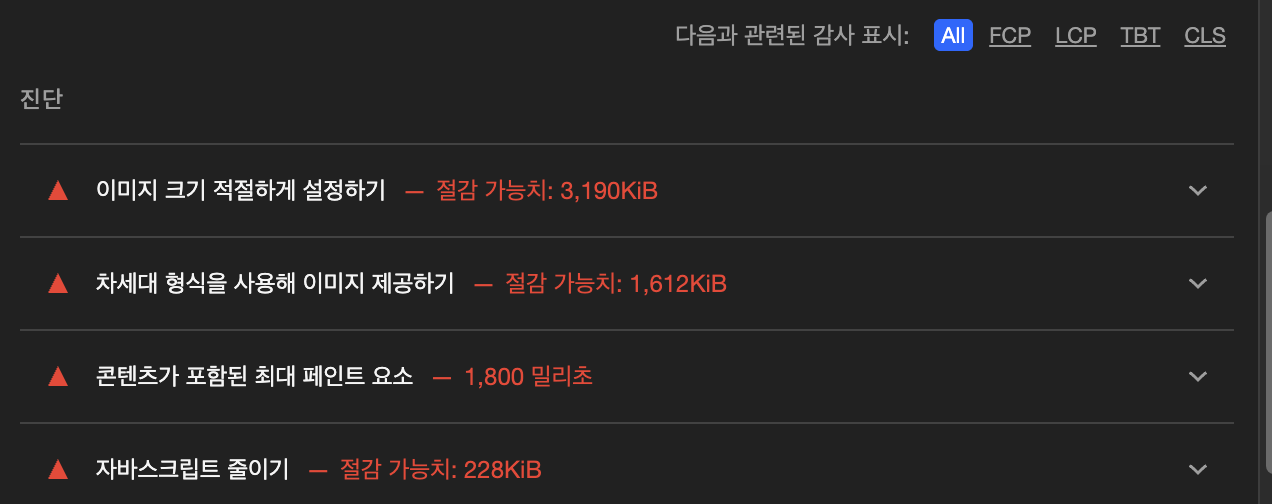 다음과 관련된 감사 표시: All FCP LCP TBT CLS
진단
이미지 크기 적절하게 설정하기 — 절감 가능치: 3,190KiB
차세대 형식을 사용해 이미지 제공하기 — 절감 가능치: 1,612KiB
콘텐츠가 포함된 최대 페인트 요소 — 1,800 밀리초
자바스크립트 줄이기 — 절감 가능치: 228KiB